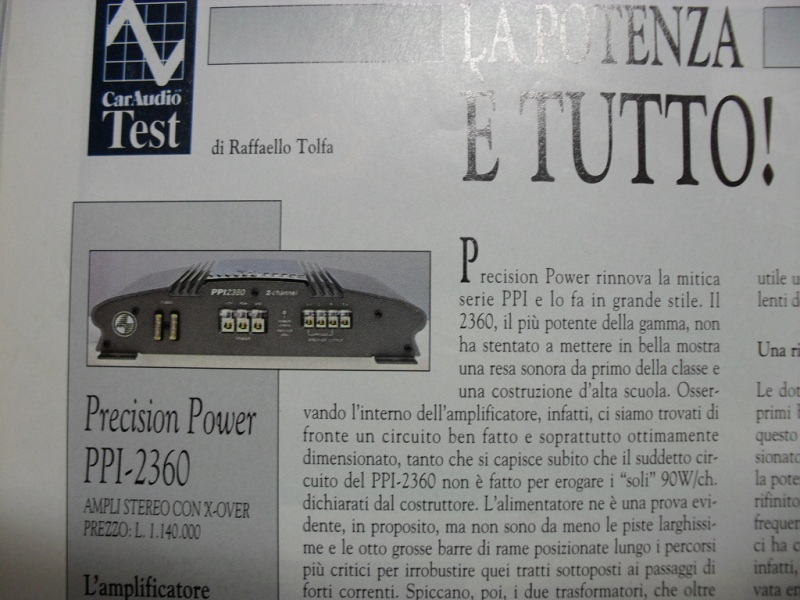 CarAudio
Test
di Raffaello Tolfa
LA POTENZA
È TUTTO!
PPI2360 2-channel
POWER
Precision Power
PPI-2360
AMPLI STEREO CON X-OVER
PREZZO: L. 1.140.000
L'amplificatore
Precision Power rinnova la mitica
serie PPI e lo fa in grande stile. Il
2360, il più potente della gamma, non
ha stentato a mettere in bella mostra
una resa sonora da primo della classe e
una costruzione d'alta scuola. Osser-
vando l'interno dell'amplificatore, infatti, ci siamo trovati di
fronte un circuito ben fatto e soprattutto ottimamente
dimensionato, tanto che si capisce subito che il suddetto cir-
cuito del PPI-2360 non è fatto per erogare i "soli" 90W/ch.
dichiarati dal costruttore. L'alimentatore ne è una prova evi-
dente, in proposito, ma non sono da meno le piste larghissi-
me e le otto grosse barre di rame posizionate lungo i percorsi
più critici per irrobustire quei tratti sottoposti ai passaggi di
forti correnti. Spiccano, poi, i due trasformatori, che oltre
utile u
lenti d
Una ri
Le dot
primi
questo
sionato
la pote
rifinito
frequen
ci ha c
infatti,
vata en